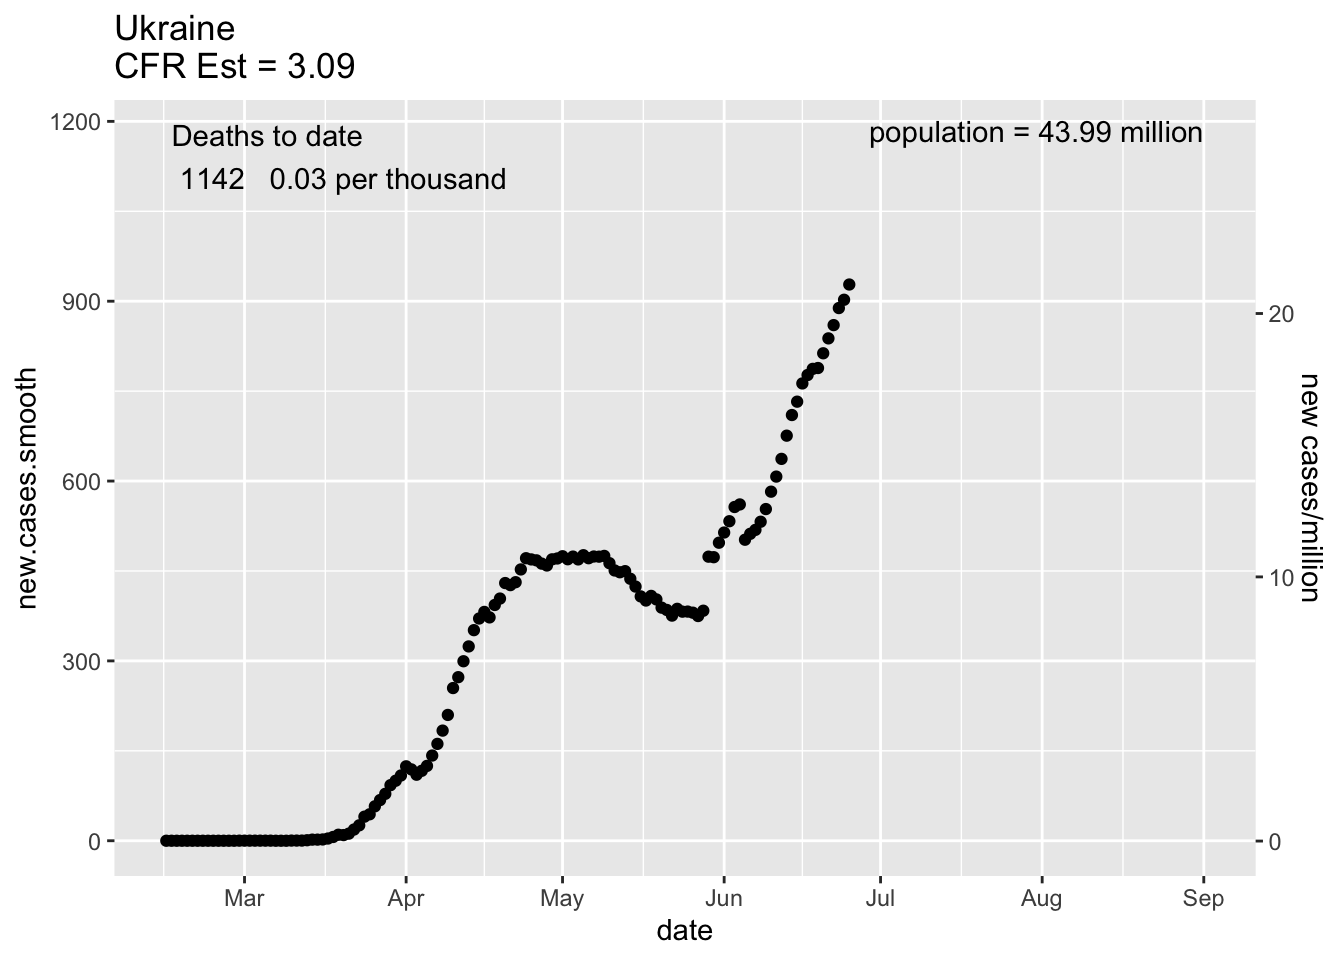 Ukraine
CFR Est = 3.09
Deaths to date
1142 0.03 per thousand
population = 43.99 million
1200
900
600
300
0
new.cases.smooth
20
10
0
new cases/million
Mar Apr May Jun Jul Aug Sep
date